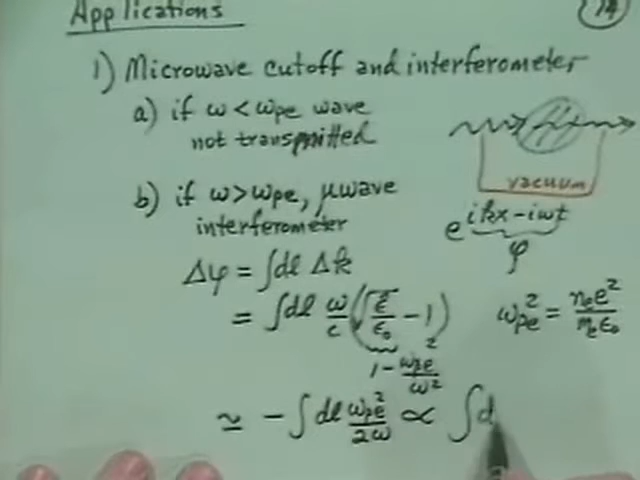 Applications
14
1) Microwave cutoff and interferometer
a) if ω < ωpe wave
not transmitted
vacuum
b) if ω > ωpe, μwave
interferometer
e^{ikx-iωt}
φ
Δφ = ∫dl Δk
= ∫dl ω/c (√ε/ε₀ - 1)
ωpe² = nₑe²/mₑε₀
1 - ωpe²/ω²
≃ - ∫dl ωpe²/2ω ∝ ∫d